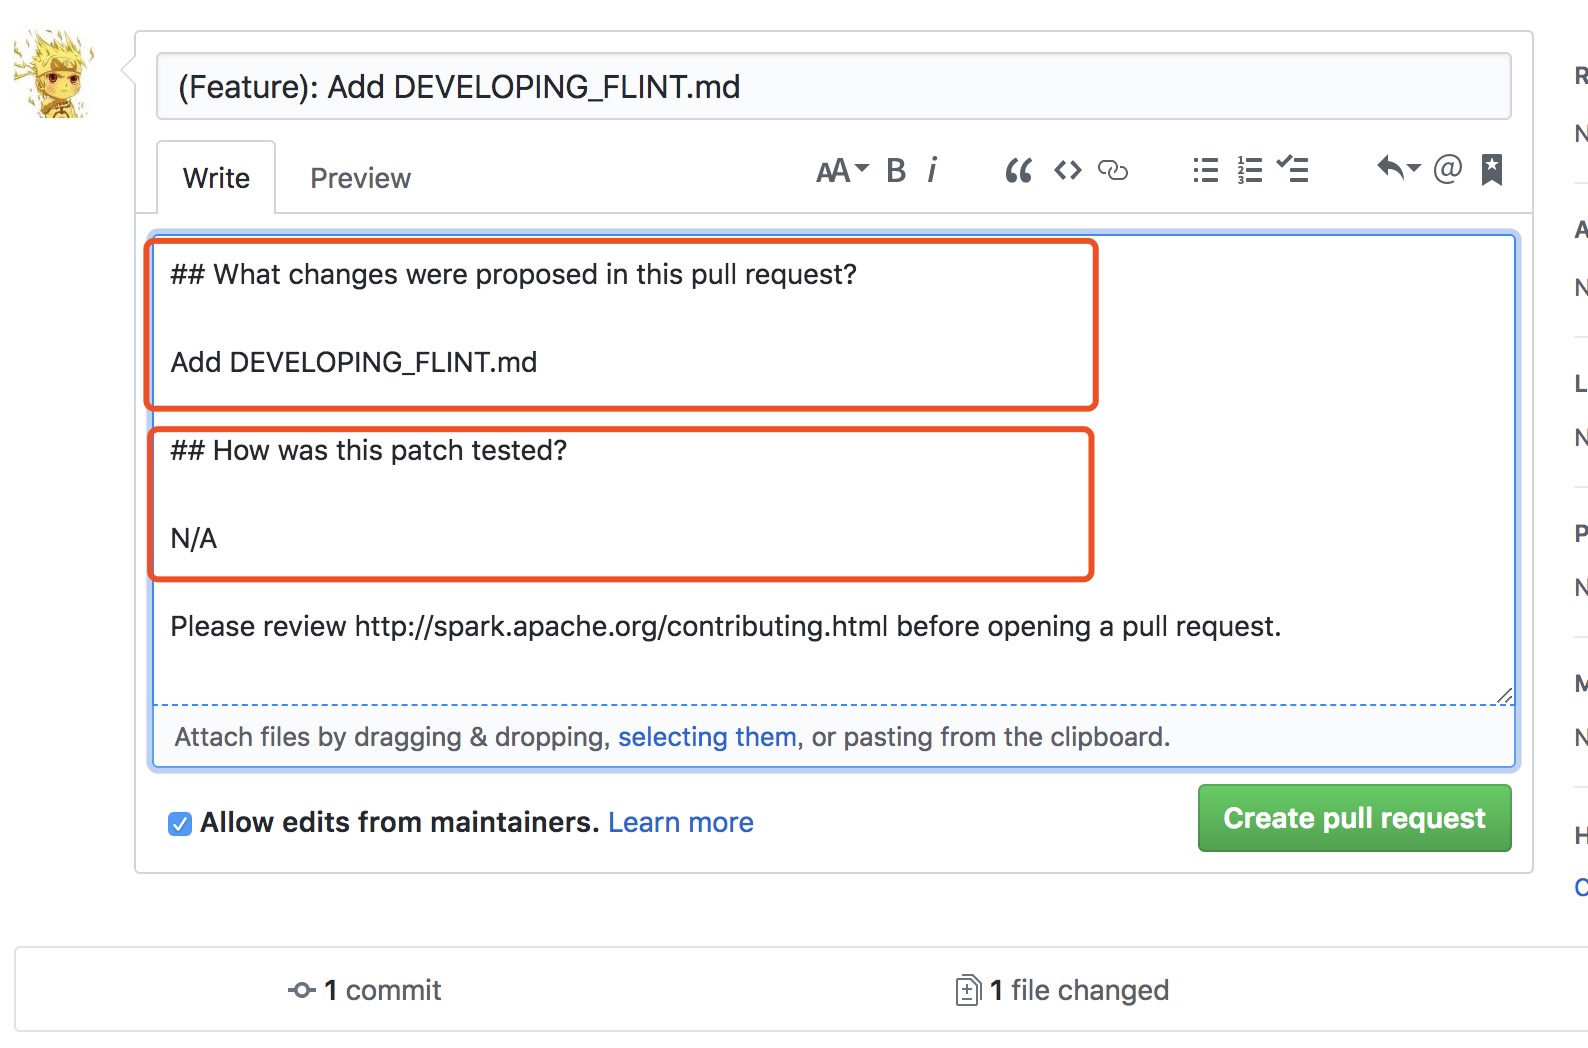 (Feature): Add DEVELOPING_FLINT.md
Write Preview AA B i @
## What changes were proposed in this pull request?
Add DEVELOPING_FLINT.md
## How was this patch tested?
N/A
Please review http://spark.apache.org/contributing.html before opening a pull request.
Attach files by dragging & dropping, selecting them, or pasting from the clipboard.
Allow edits from maintainers. Learn more
Create pull request
1 commit
1 file changed